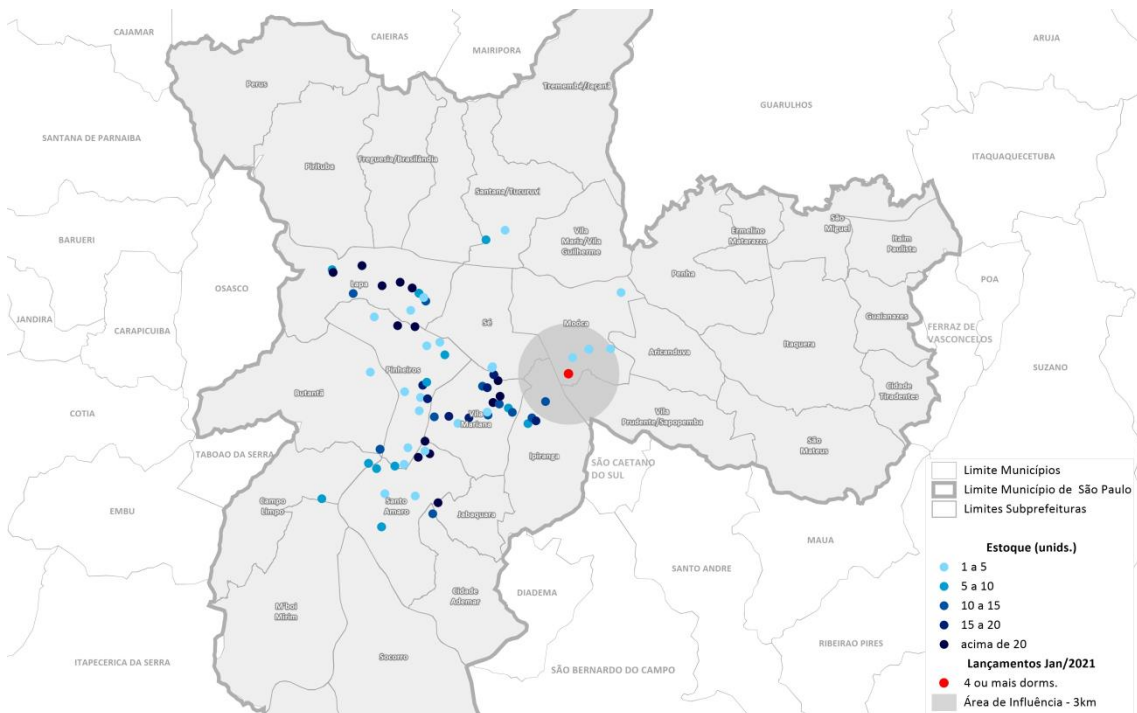 CAJAMAR
CAIEIRAS
MAIRIPORA
ARUJA
Perus
Tremembé/Jaçanã
GUARULHOS
SANTANA DE PARNAIBA
Pirituba
Freguesia/Brasilândia
ITAQUAQUECETUBA
Santana/Tucuruvi
São
Miguel
Vila
Maria/Vila
Guilherme
Ermelino
Matarazzo
Itaim
Paulista
BARUERI
Penha
POA
OSASCO
Lapa
JANDIRA
CARAPICUIBA
Sé
Moóca
Guaianazes
FERRAZ DE
VASCONCELOS
Aricanduva
Itaquera
SUZANO
Pinheiros
Butantã
Cidade
Tiradentes
COTIA
Vila
Mariana
Vila
Prudente/Sapopemba
São
Mateus
TABOAO DA SERRA
Ipiranga
SÃO CAETANO
DO SUL
Campo
Limpo
Santo
Amaro
Jabaquara
EMBU
MAUA
SANTO ANDRE
DIADEMA
Cidade
Ademar
M'boi
Mirim
RIBEIRAO PIRES
ITAPECERICA DA SERRA
Socorro
SÃO BERNARDO DO CAMPO
Limite Municípios
Limite Município de São Paulo
Limites Subprefeituras
Estoque (unids.)
1 a 5
5 a 10
10 a 15
15 a 20
acima de 20
Lançamentos Jan/2021
4 ou mais dorms.
Área de Influência - 3km